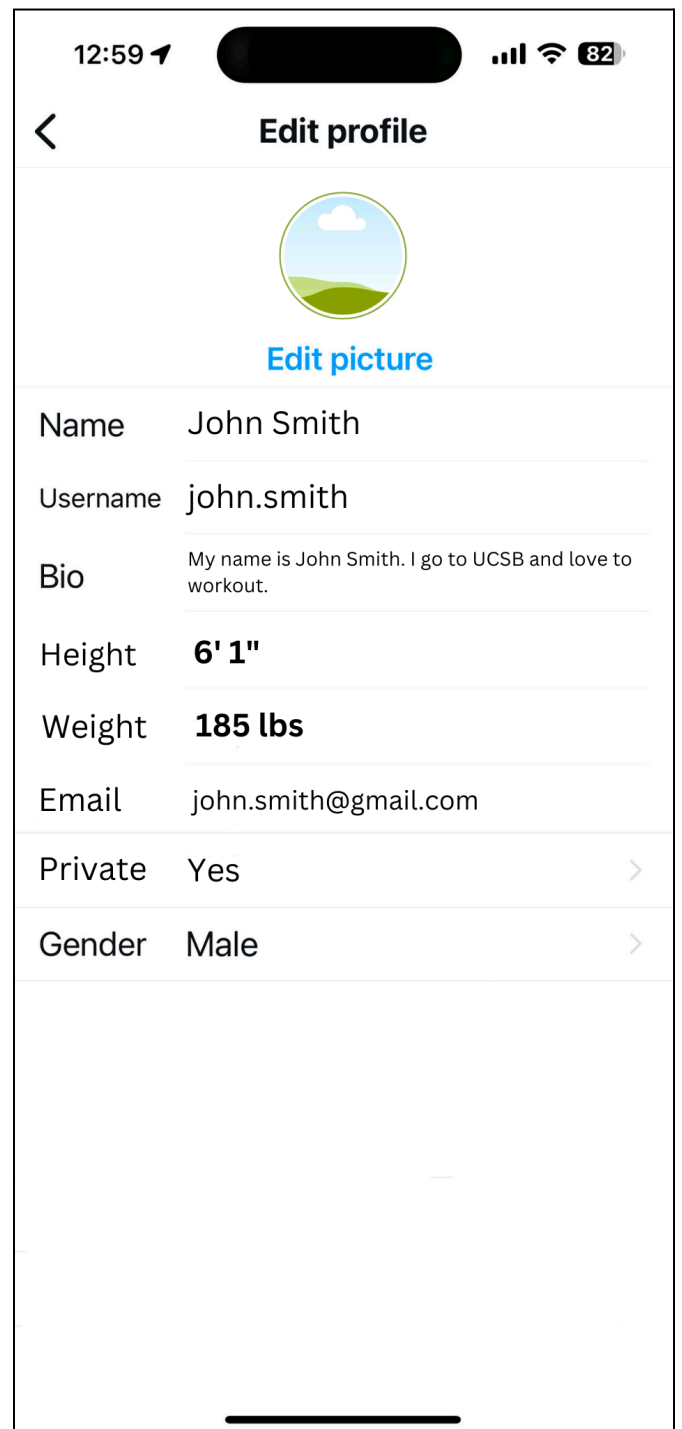 12:59
82
Edit profile
Edit picture
Name John Smith
Username john.smith
Bio My name is John Smith. I go to UCSB and love to
workout.
Height 6' 1"
Weight 185 lbs
Email john.smith@gmail.com
Private Yes
Gender Male